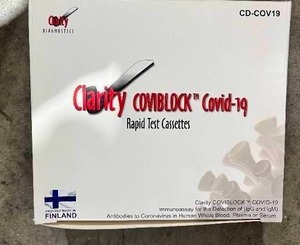 Clarity
DIAGNOSTICS
CD-COV19
Clarity COVIBLOCK™ Covid-19
Rapid Test Cassettes
FINLAND
Clarity COVIBLOCK™ COVID-19
Immunoassay for the Detection of (IgG and IgM)
Antibodies to Coronavirus in Human Whole Blood, Plasma or Serum